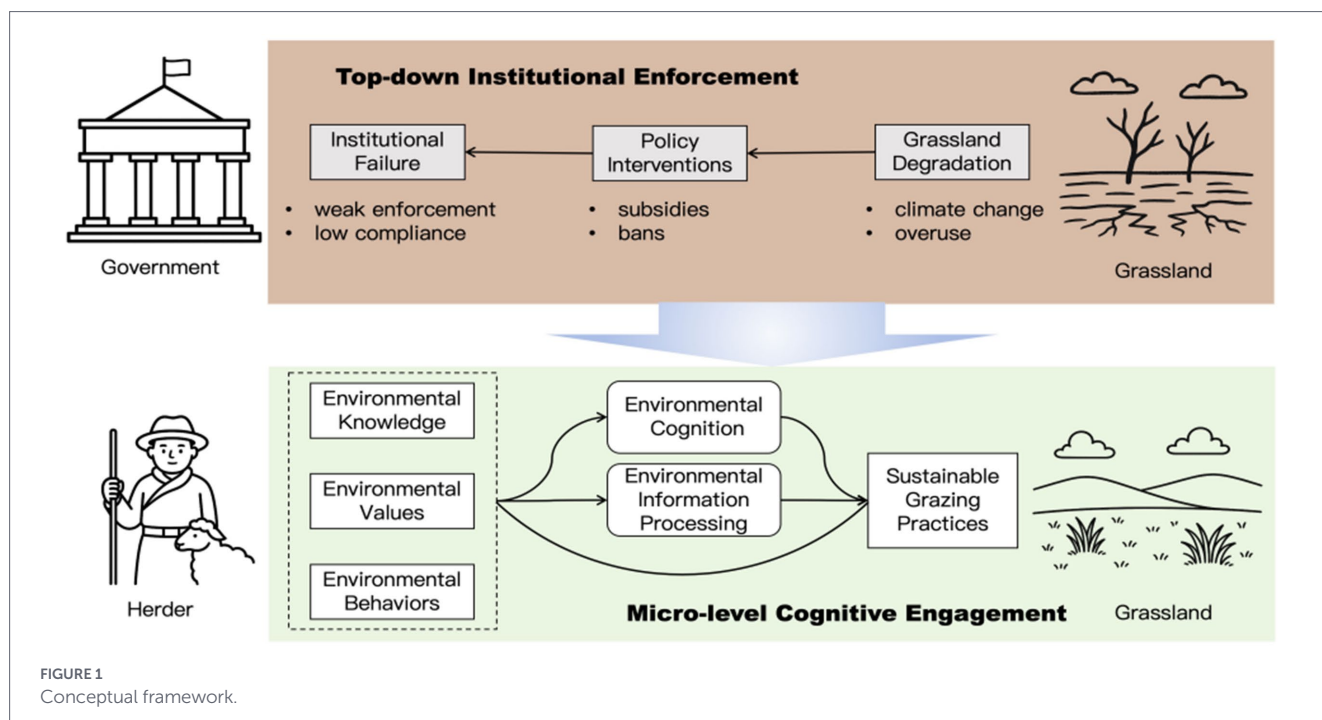 Top-down Institutional Enforcement
Institutional
Failure
Policy
Interventions
Grassland
Degradation
• weak enforcement
• low compliance
• subsidies
• bans
• climate change
• overuse
Government
Grassland
Environmental
Knowledge
Environmental
Values
Environmental
Behaviors
Environmental
Cognition
Environmental
Information
Processing
Sustainable
Grazing
Practices
Herder
Micro-level Cognitive Engagement
Grassland
FIGURE 1
Conceptual framework.